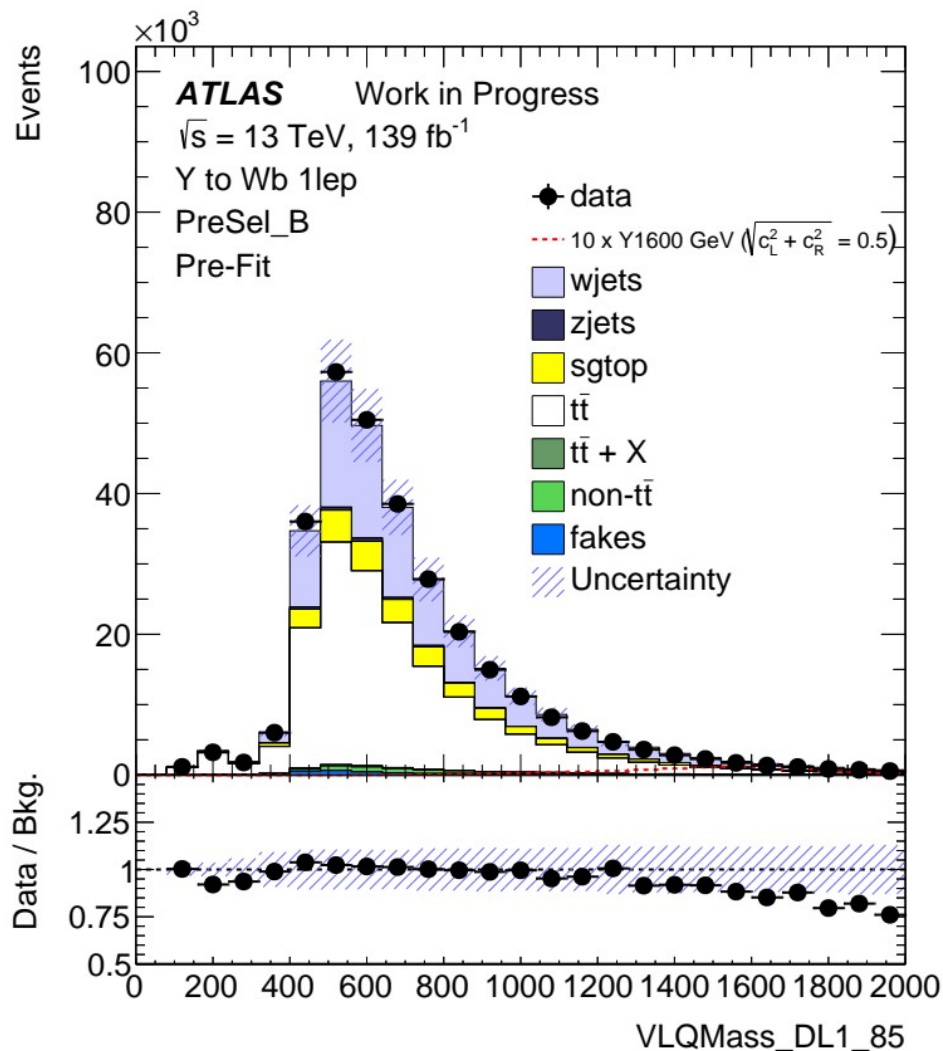 ×10³
Events
100
80
60
40
20
0
ATLAS Work in Progress
√s = 13 TeV, 139 fb⁻¹
Y to Wb 1lep
PreSel_B
Pre-Fit
data
10 x Y1600 GeV (√c_L² + c_R² = 0.5)
wjets
zjets
sgtop
tt̄
tt̄ + X
non-tt̄
fakes
Uncertainty
Data / Bkg.
1.25
1
0.75
0.5
0 200 400 600 800 1000 1200 1400 1600 1800 2000
VLQMass_DL1_85